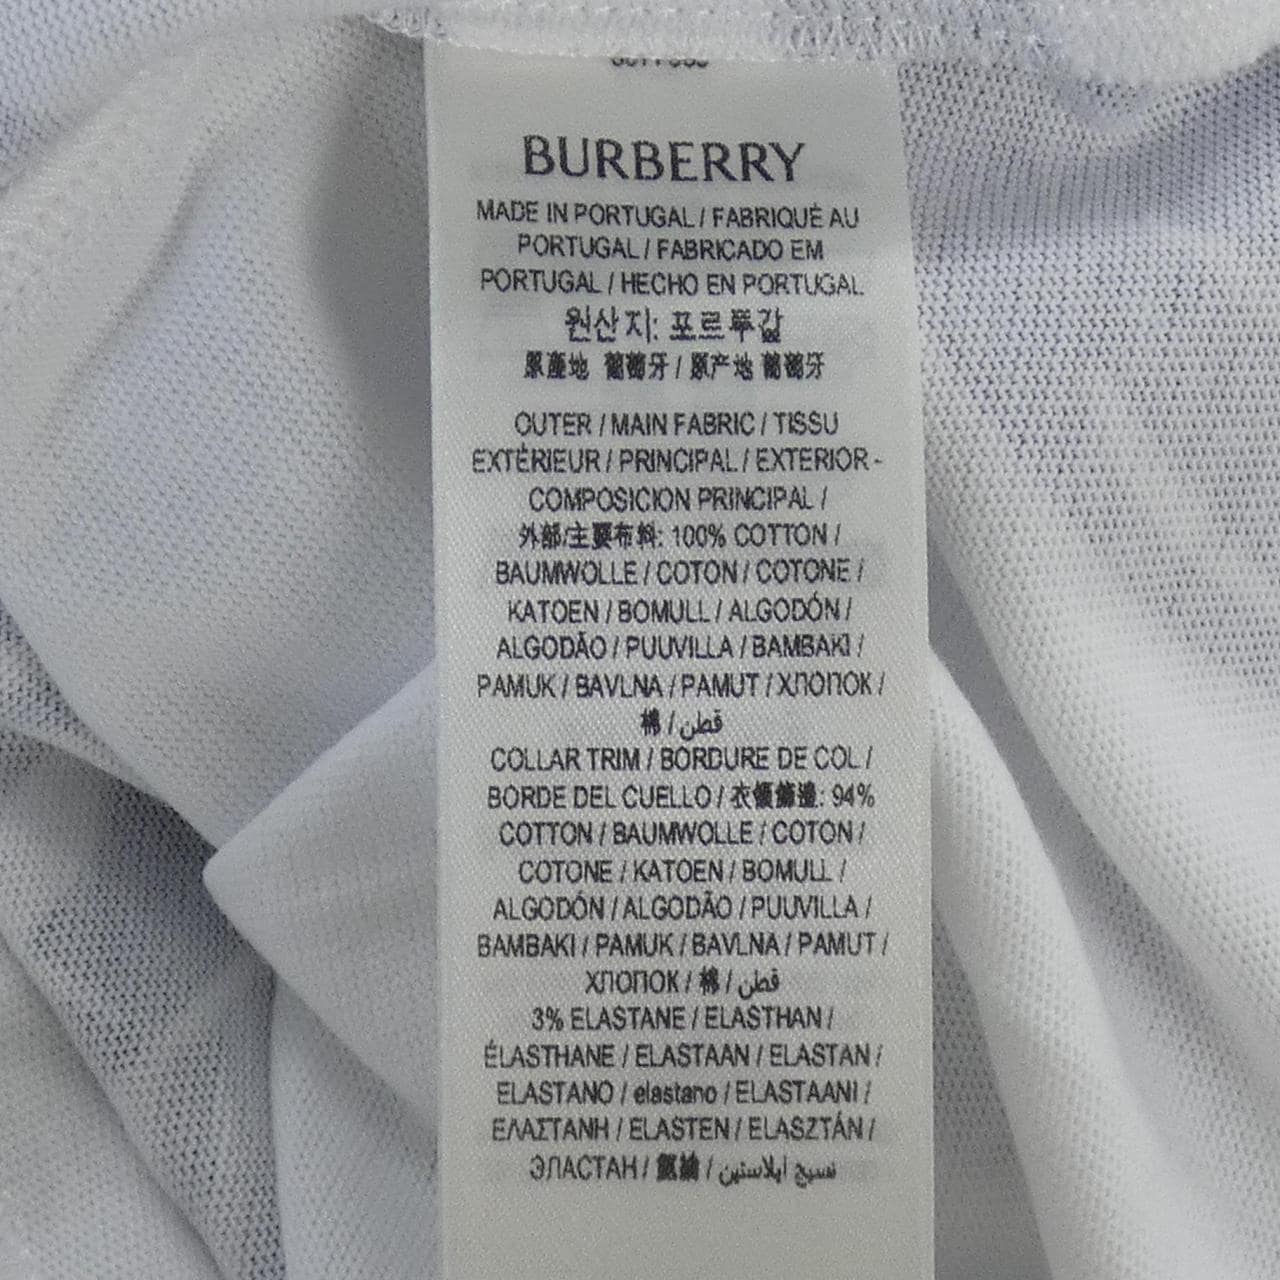 BURBERRY
MADE IN PORTUGAL / FABRIQUÉ AU
PORTUGAL / FABRICADO EM
PORTUGAL / HECHO EN PORTUGAL
원산지: 포르뚜갈
原產地 葡萄牙 / 原产地 葡萄牙
OUTER / MAIN FABRIC / TISSU
EXTÉRIEUR / PRINCIPAL / EXTERIOR -
COMPOSICION PRINCIPAL /
外部/主要布料: 100% COTTON /
BAUMWOLLE / COTON / COTONE /
KATOEN / BOMULL / ALGODÓN /
ALGODÃO / PUUVILLA / BAMBAKI /
PAMUK / BAVLNA / PAMUT / ХЛОПОК /
棉 / قطن
COLLAR TRIM / BORDURE DE COL /
BORDE DEL CUELLO / 衣領飾邊: 94%
COTTON / BAUMWOLLE / COTON /
COTONE / KATOEN / BOMULL /
ALGODÓN / ALGODÃO / PUUVILLA /
BAMBAKI / PAMUK / BAVLNA / PAMUT /
ХЛОПОК / 棉 / قطن
3% ELASTANE / ELASTHAN /
ÉLASTHANE / ELASTAAN / ELASTAN /
ELASTANO / elastano / ELASTAANI /
ΕΛΑΣΤΑΝΗ / ELASTEN / ELASZTÁN /
ЭЛАСТАН / 氨綸 / نسيج إيلاستين